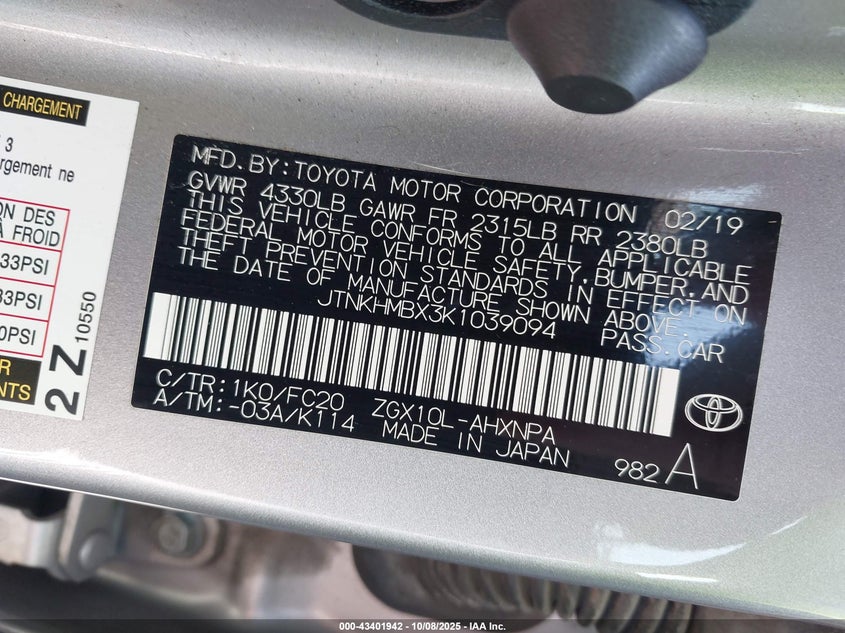 CHARGEMENT
3
rgement ne
ON DES
À FROID
33PSI
33PSI
0PSI
R
NTS
2Z
10550
MFD.BY:TOYOTA MOTOR CORPORATION 02/19
GVWR 4330LB GAWR FR 2315LB RR 2380LB
THIS VEHICLE CONFORMS TO ALL APPLICABLE
FEDERAL MOTOR VEHICLE SAFETY,BUMPER,AND
THEFT PREVENTION STANDARDS IN EFFECT ON
THE DATE OF MANUFACTURE SHOWN ABOVE.
JTNKHMBX3K1039094 PASS.CAR
C/TR:1K0/FC20 ZGX10L-AHXNPA
A/TM:-03A/K114 MADE IN JAPAN
982 A
000-43401942 - 10/08/2025 - IAA Inc.